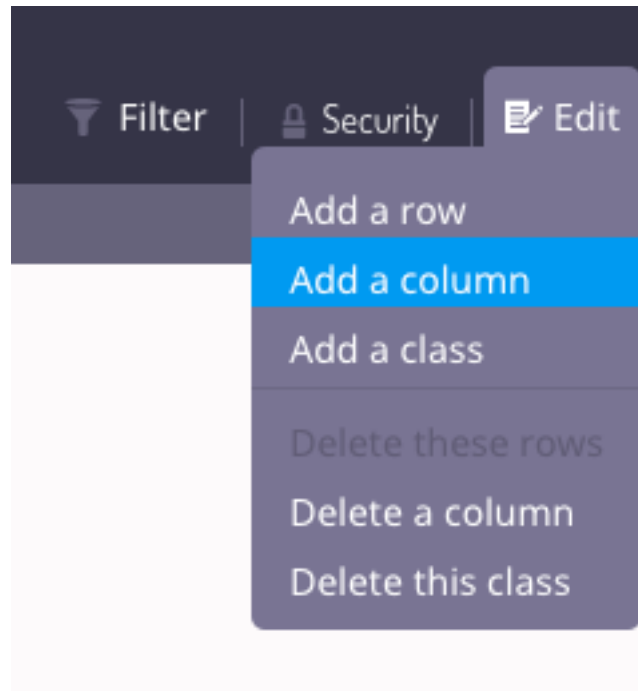 Filter
Security
Edit
Add a row
Add a column
Add a class
Delete these rows
Delete a column
Delete this class